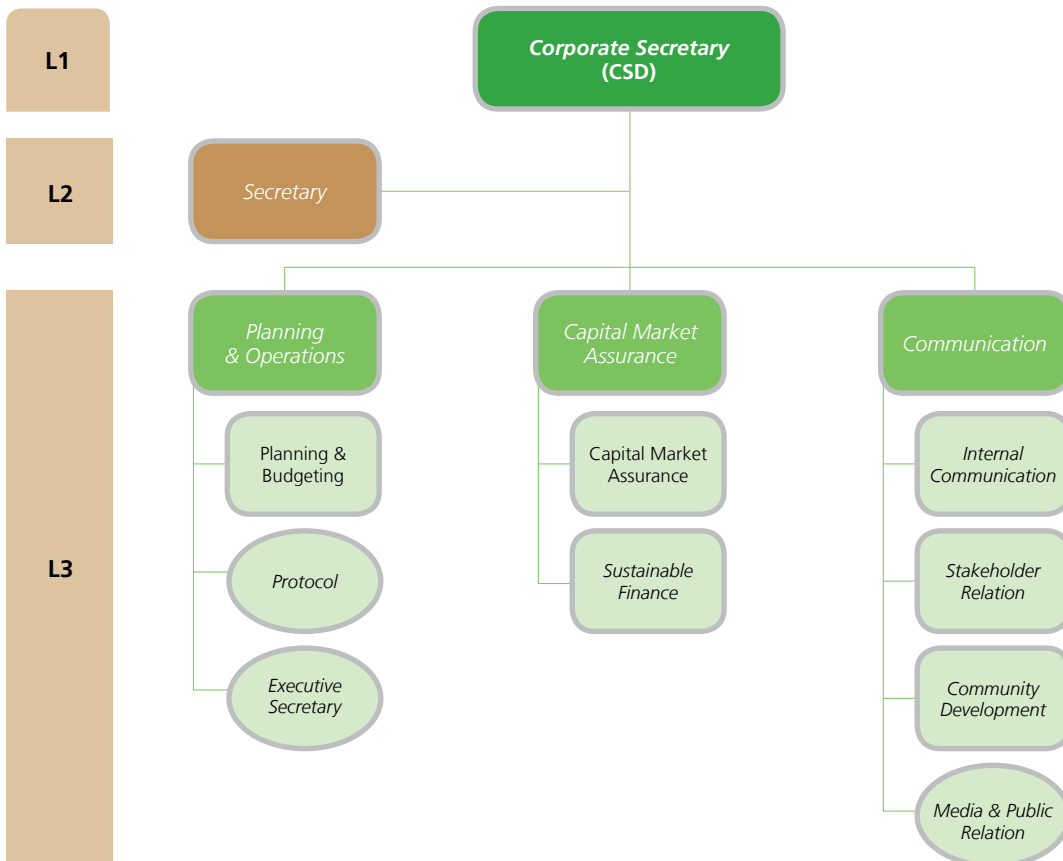 L1
Corporate Secretary
(CSD)
L2
Secretary
L3
Planning
& Operations
Capital Market
Assurance
Communication
Planning &
Budgeting
Capital Market
Assurance
Internal
Communication
Protocol
Sustainable
Finance
Stakeholder
Relation
Executive
Secretary
Community
Development
Media & Public
Relation